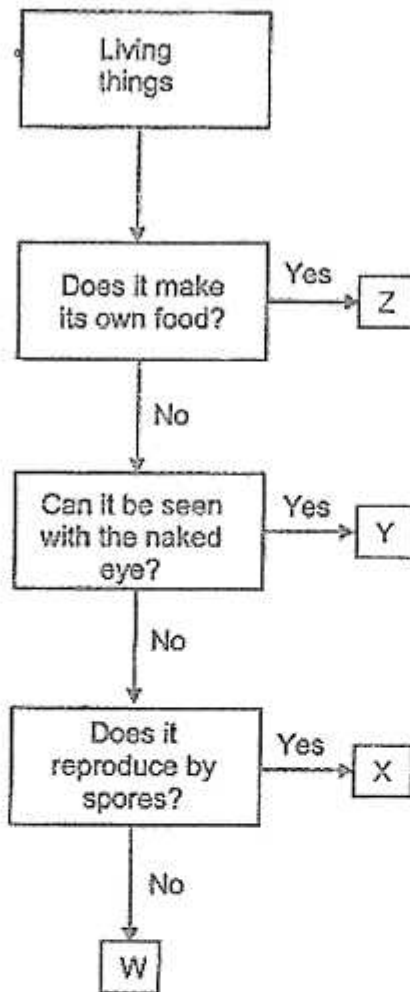 Living
things
Does it make
its own food?
Yes
Z
No
Can it be seen
with the naked
eye?
Yes
Y
No
Does it
reproduce by
spores?
Yes
X
No
W